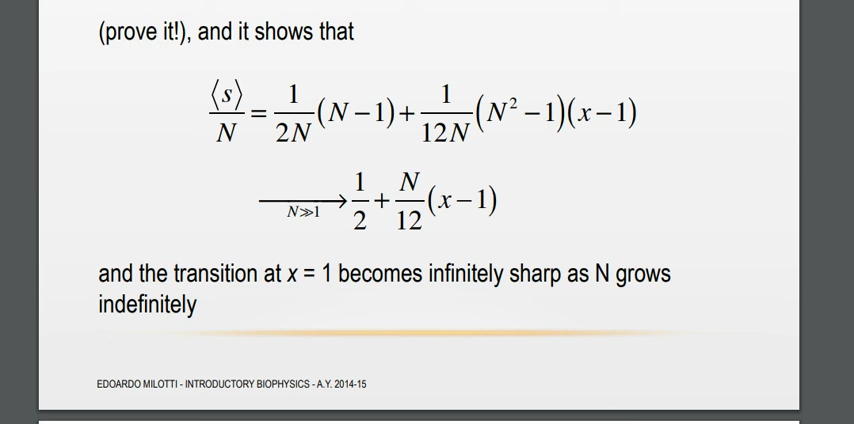 (prove it!), and it shows that
⟨s⟩/N = 1/2N (N − 1) + 1/12N (N² − 1)(x − 1)
⟶ N≫1 1/2 + N/12 (x − 1)
and the transition at x = 1 becomes infinitely sharp as N grows
indefinitely
EDOARDO MILOTTI - INTRODUCTORY BIOPHYSICS - A.Y. 2014-15